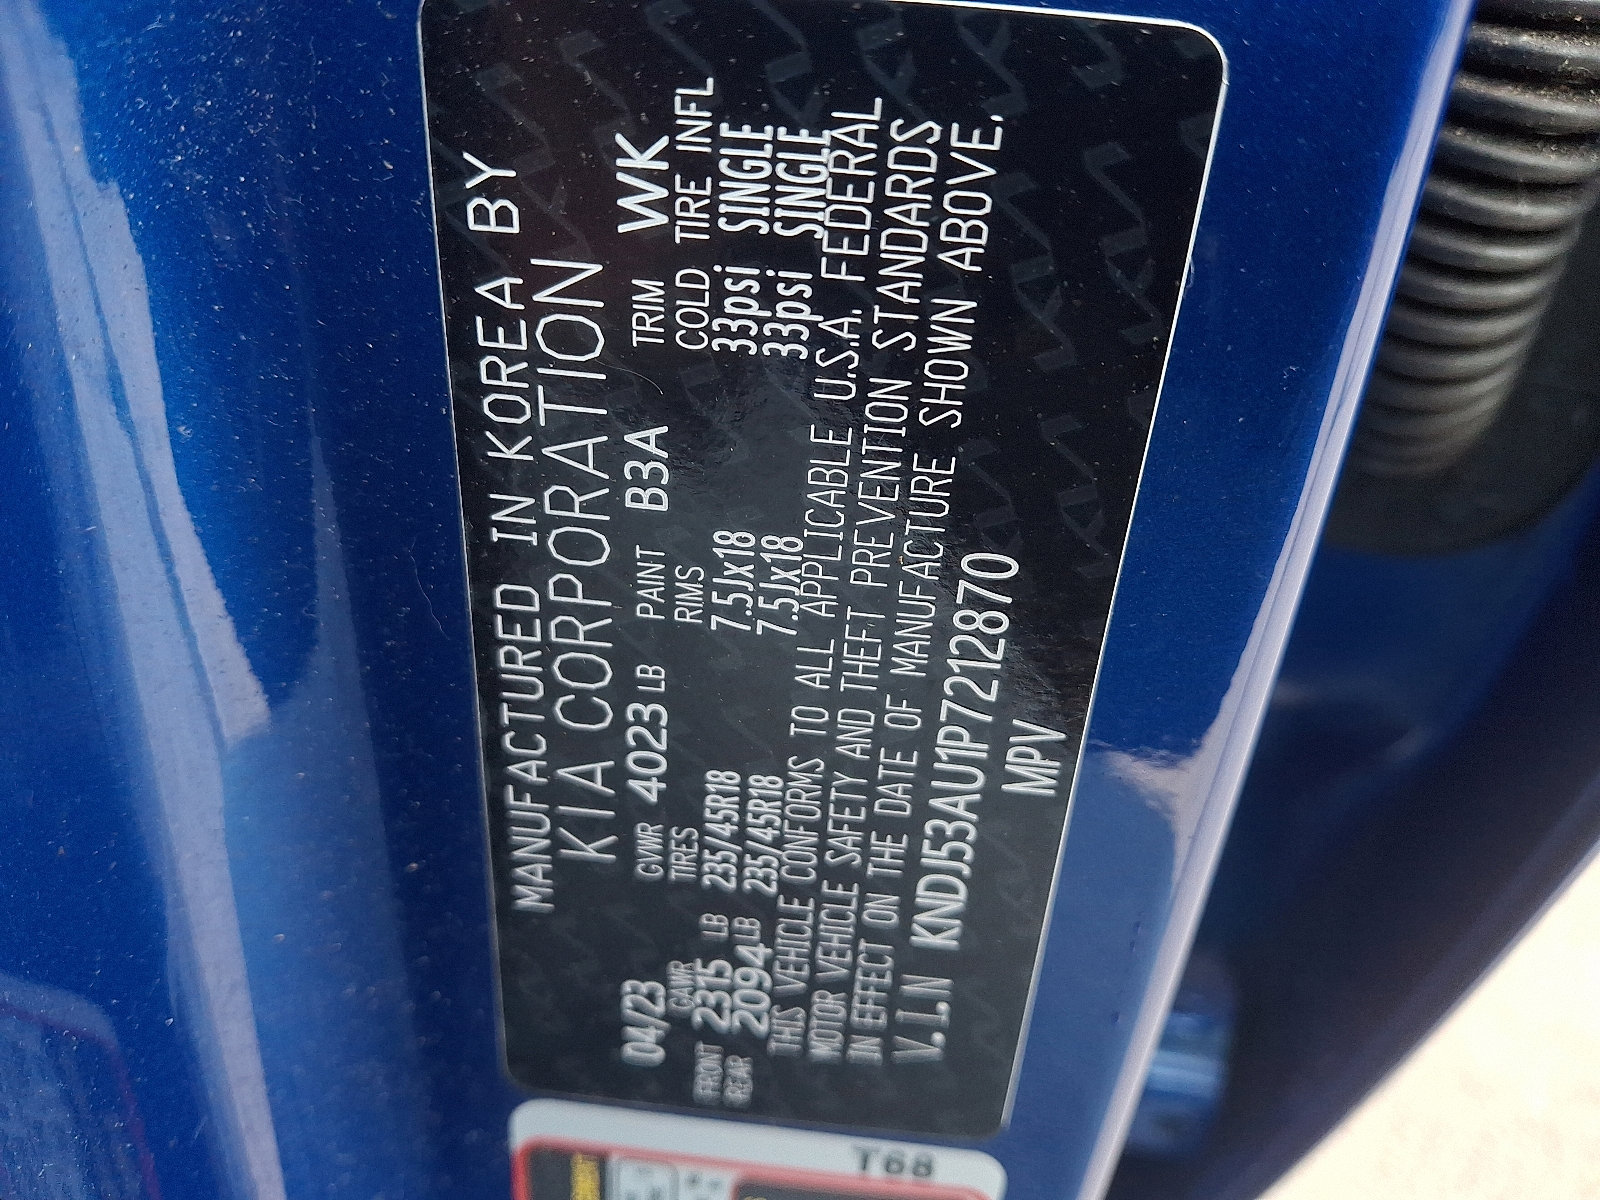 MANUFACTURED IN KOREA BY
KIA CORPORATION
04/23 GVWR 4023 LB PAINT B3A TRIM WK
GAWR TIRES RIMS COLD TIRE INFL
FRONT 2315 LB 235/45R18 7.5Jx18 33psi SINGLE
REAR 2094 LB 235/45R18 7.5Jx18 33psi SINGLE
THIS VEHICLE CONFORMS TO ALL APPLICABLE U.S.A. FEDERAL
MOTOR VEHICLE SAFETY AND THEFT PREVENTION STANDARDS
IN EFFECT ON THE DATE OF MANUFACTURE SHOWN ABOVE.
V.I.N KNDJ53AU1P7212870
MPV
T68